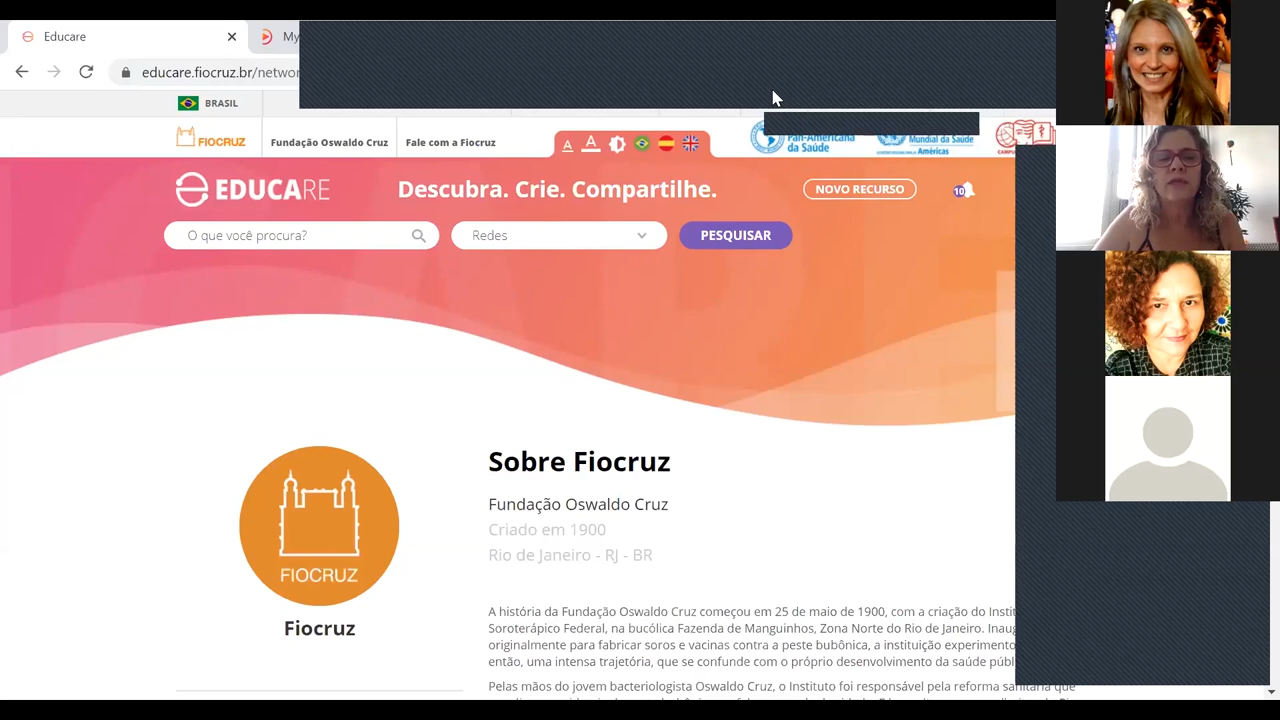 Educare
My
educare.fiocruz.br/networ
BRASIL
FIOCRUZ
Fundação Oswaldo Cruz
Fale com a Fiocruz
A A
Pan-Americana
da Saúde
Mundial da Saúde
Américas
EDUCARE
Descubra. Crie. Compartilhe.
NOVO RECURSO
10
O que você procura?
Redes
PESQUISAR
Sobre Fiocruz
Fundação Oswaldo Cruz
Criado em 1900
Rio de Janeiro - RJ - BR
FIOCRUZ
Fiocruz
A história da Fundação Oswaldo Cruz começou em 25 de maio de 1900, com a criação do Insti
Soroterápico Federal, na bucólica Fazenda de Manguinhos, Zona Norte do Rio de Janeiro. Inaug
originalmente para fabricar soros e vacinas contra a peste bubônica, a instituição experimento
então, uma intensa trajetória, que se confunde com o próprio desenvolvimento da saúde públ
Pelas mãos do jovem bacteriologista Oswaldo Cruz, o Instituto foi responsável pela reforma sanitária que